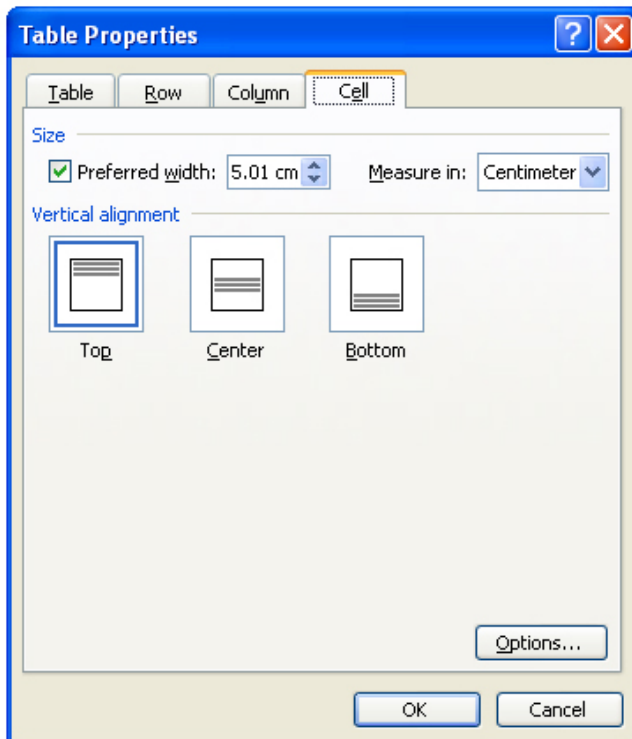 Table Properties
Table Row Column Cell
Size
Preferred width: 5.01 cm Measure in: Centimeter
Vertical alignment
Top Center Bottom
Options...
OK Cancel